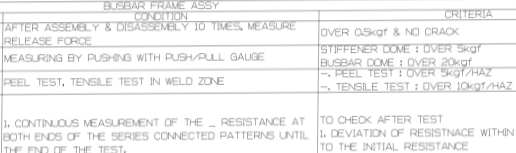 BUSBAR FRAME ASSY
CONDITION
CRITERIA
AFTER ASSEMBLY & DISASSEMBLY 10 TIMES, MEASURE
RELEASE FORCE
OVER 0.5kgf & NO CRACK
MEASURING BY PUSHING WITH PUSH/PULL GAUGE
STIFFENER DOME : OVER 5kgf
BUSBAR DOME : OVER 20kgf
PEEL TEST, TENSILE TEST IN WELD ZONE
-. PEEL TEST : OVER 5kgf/HAZ
-. TENSILE TEST : OVER 10kgf/HAZ
1. CONTINUOUS MEASUREMENT OF THE _ RESISTANCE AT
BOTH ENDS OF THE SERIES CONNECTED PATTERNS UNTIL
THE END OF THE TEST.
TO CHECK AFTER TEST
1. DEVIATION OF RESISTNACE WITHIN
TO THE INITIAL RESISTANCE